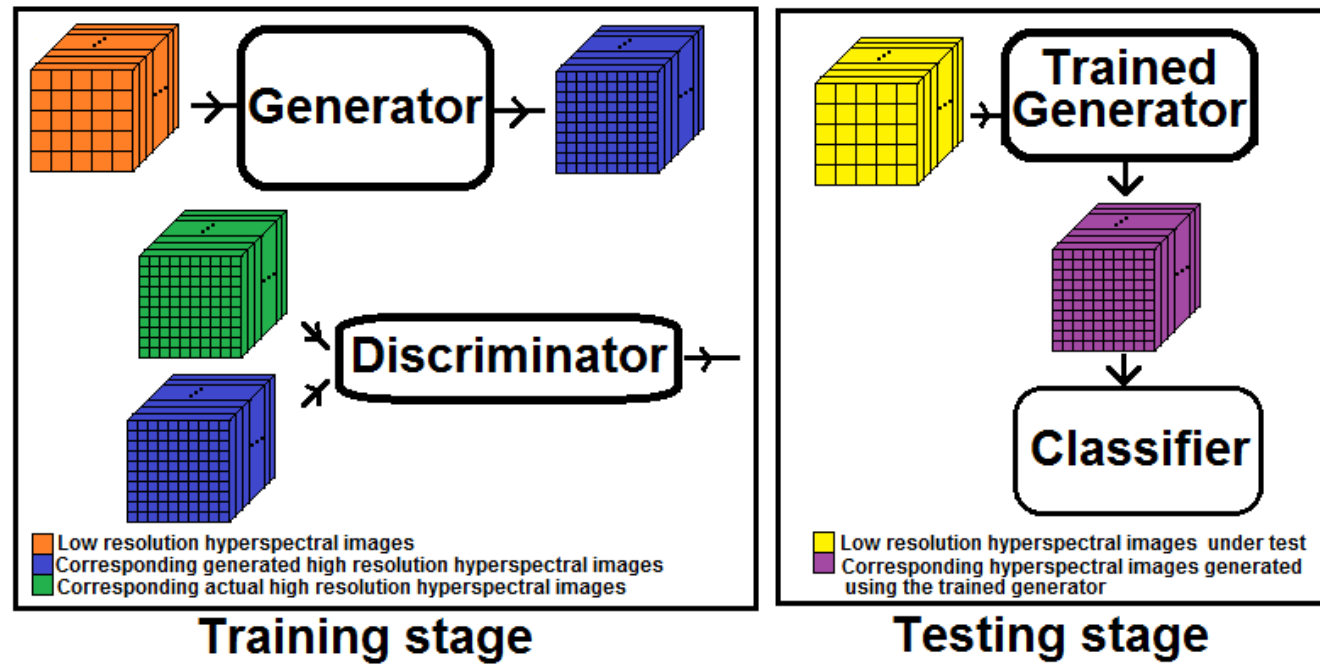 Generator
Discriminator
Low resolution hyperspectral images
Corresponding generated high resolution hyperspectral images
Corresponding actual high resolution hyperspectral images
Training stage
Trained
Generator
Classifier
Low resolution hyperspectral images under test
Corresponding hyperspectral images generated
using the trained generator
Testing stage